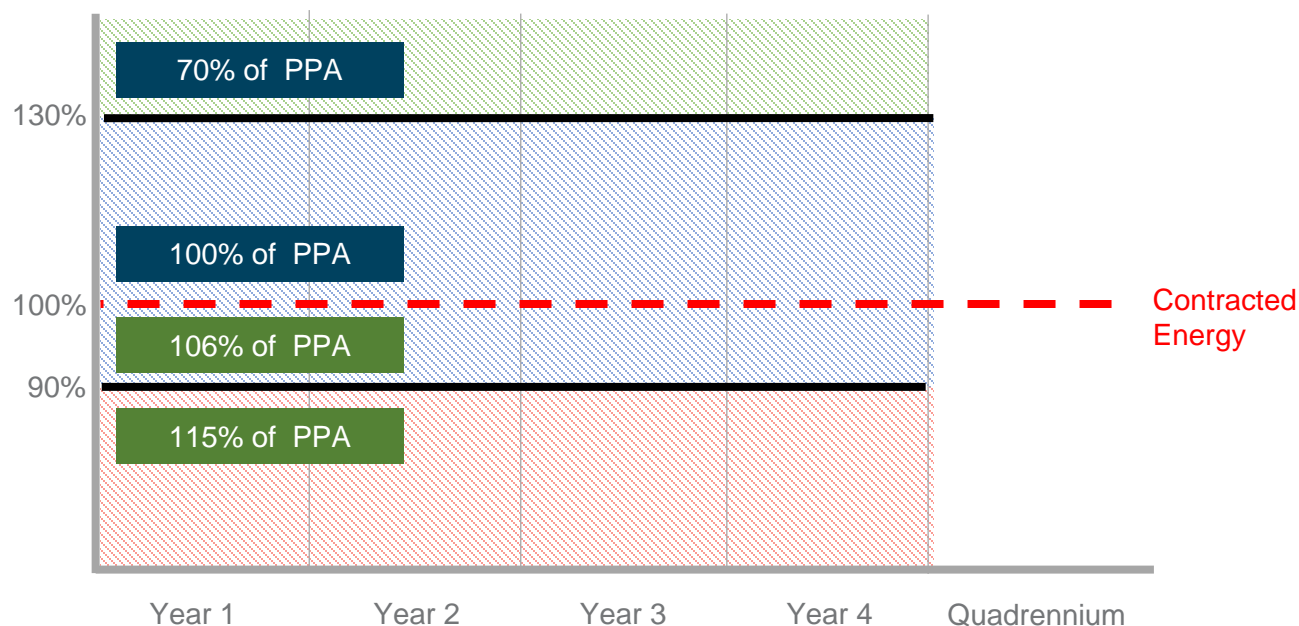 70% of PPA
130%
100% of PPA
100%
Contracted
Energy
106% of PPA
90%
115% of PPA
Year 1
Year 2
Year 3
Year 4
Quadrennium